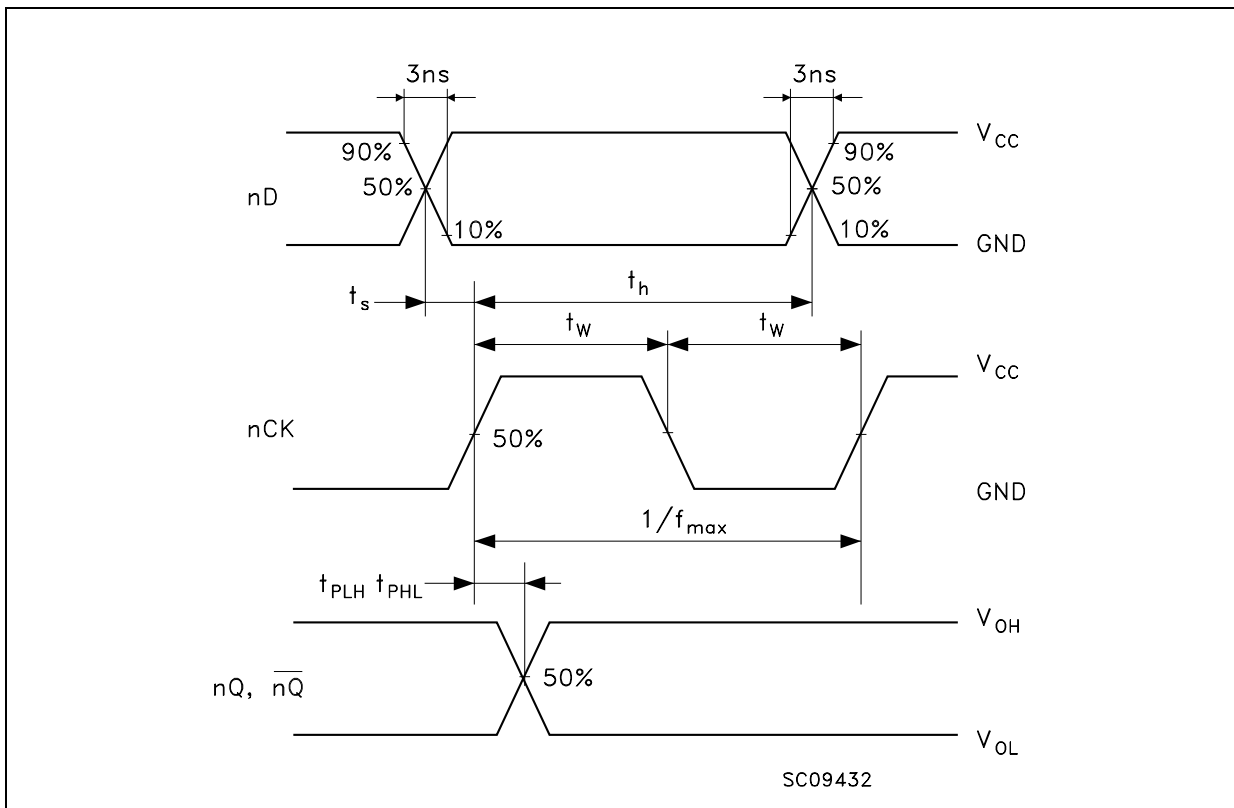 3ns 3ns
V_CC
90% 90%
nD 50% 50%
10% 10%
GND
t_s t_h
t_W t_W
V_CC
nCK 50%
GND
1/f_max
t_PLH t_PHL
V_OH
nQ, n̅Q̅ 50%
V_OL
SC09432